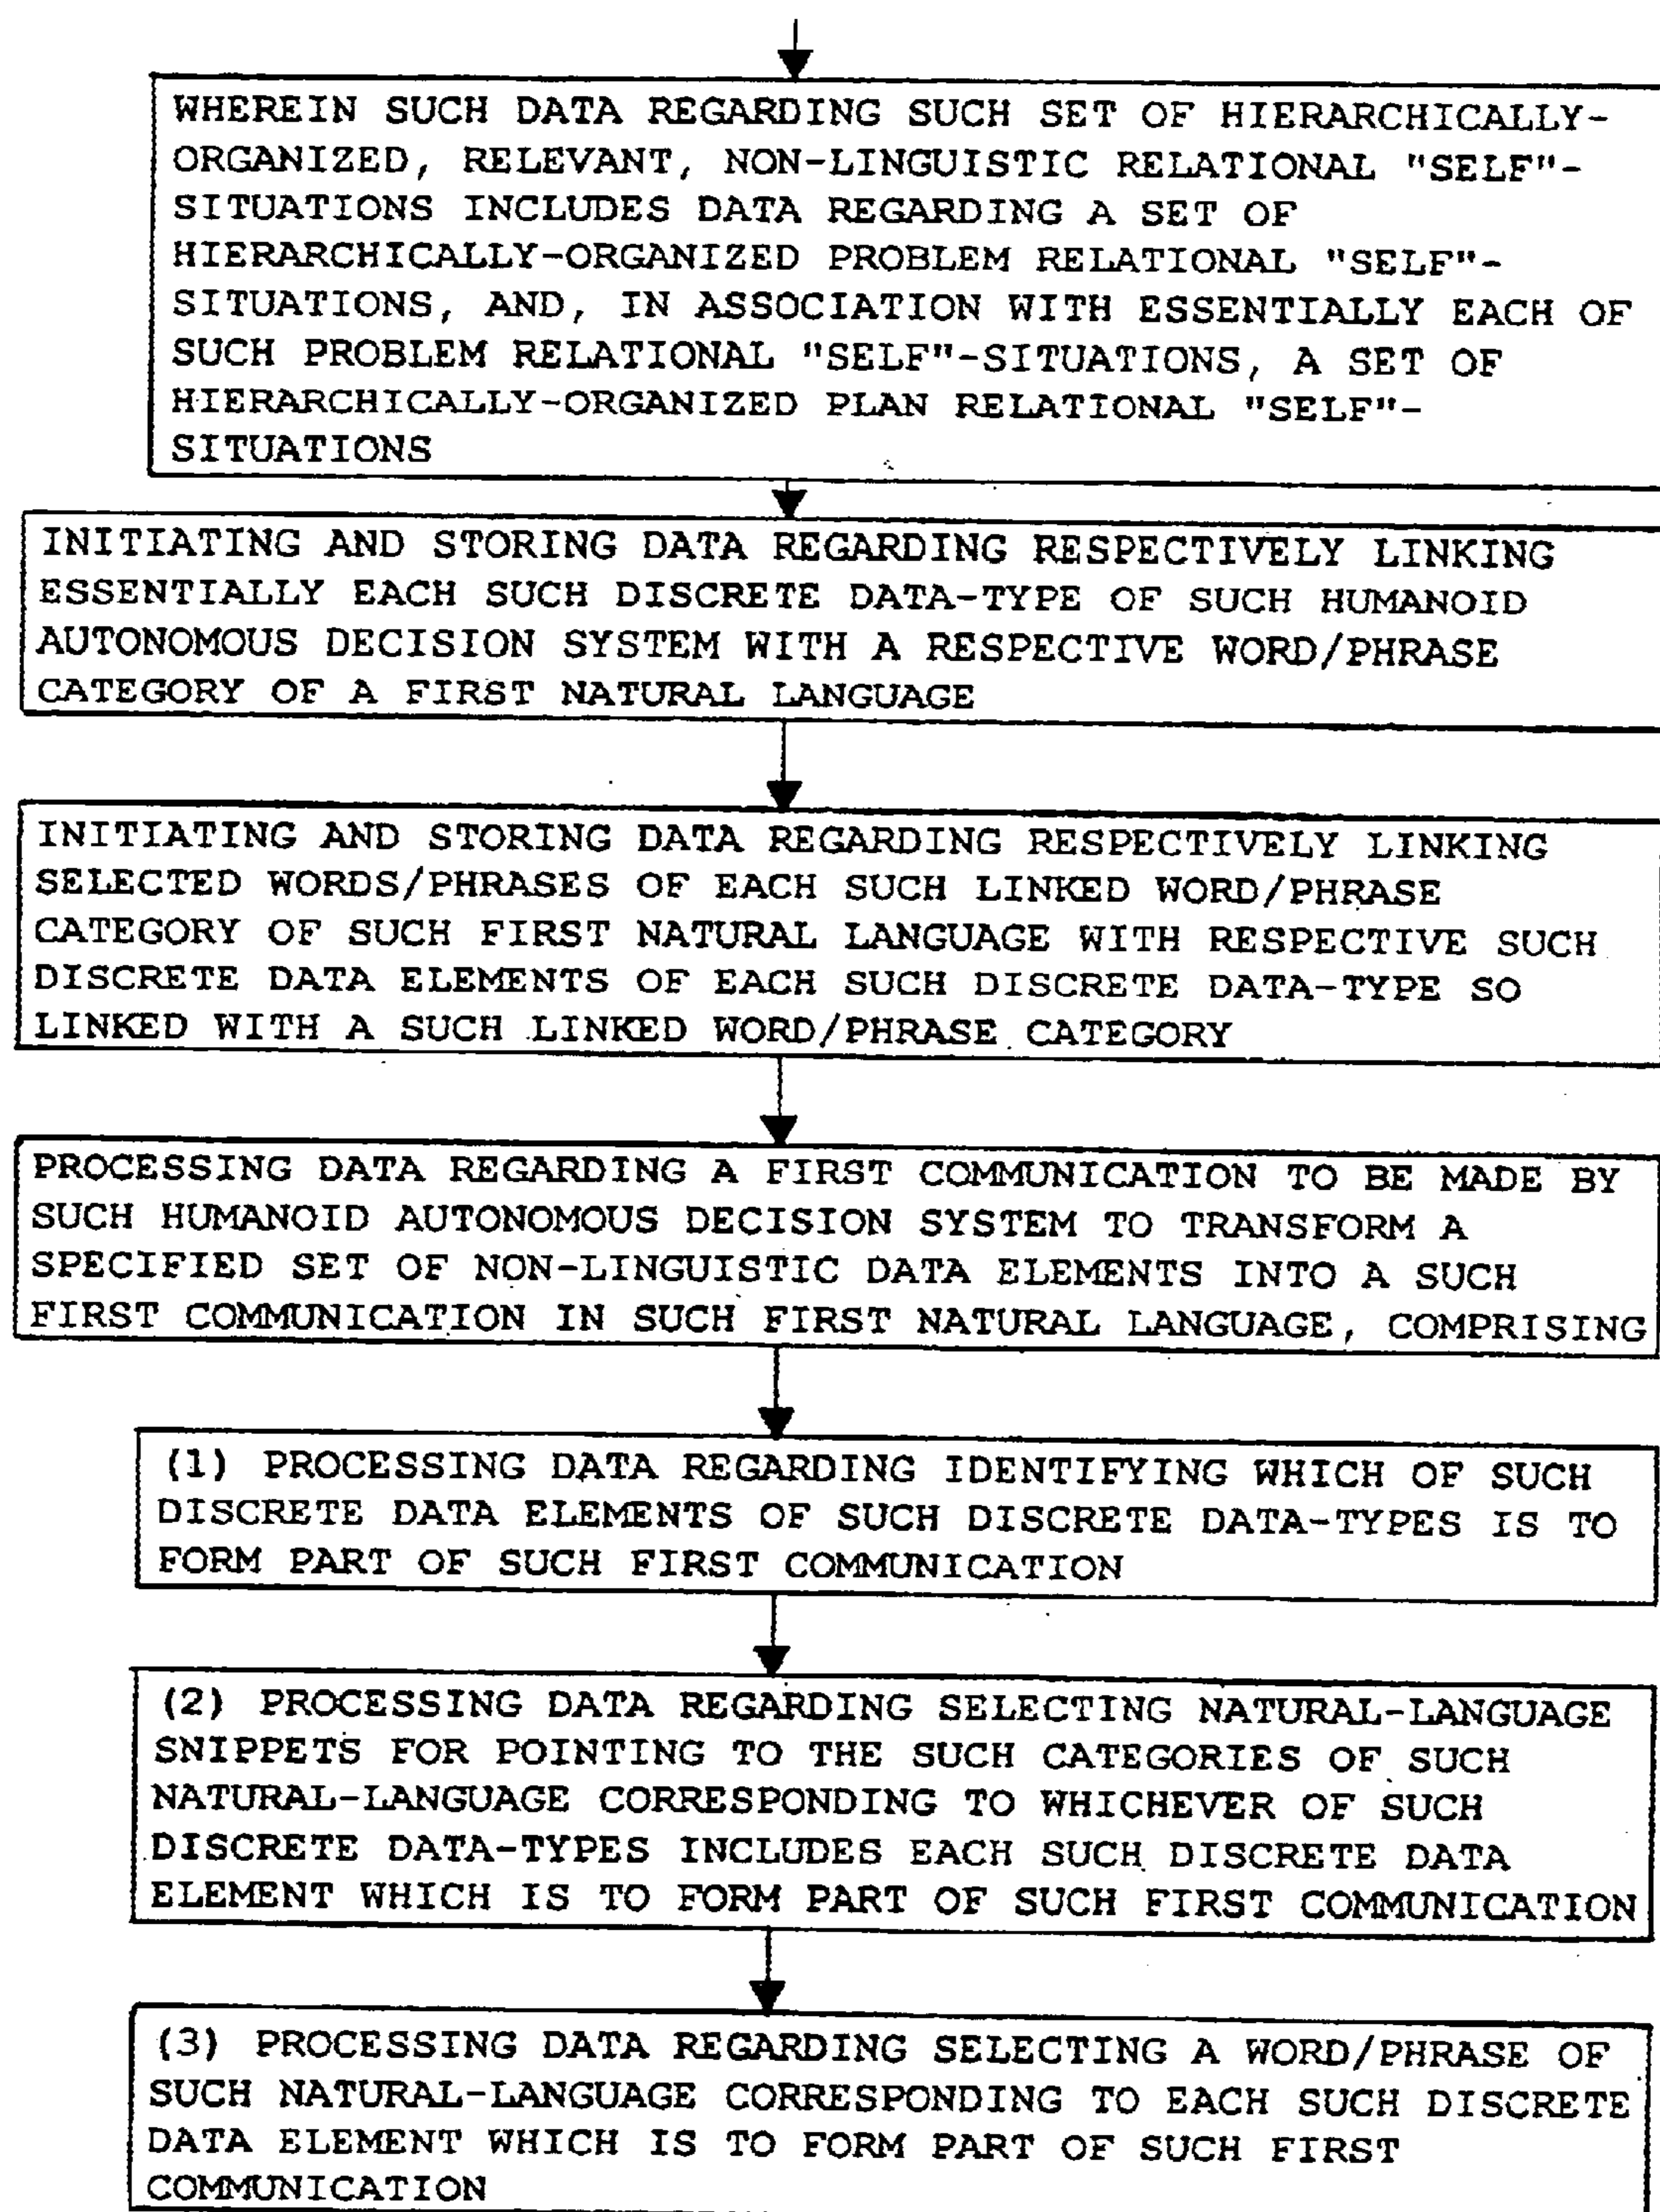 WHEREIN SUCH DATA REGARDING SUCH SET OF HIERARCHICALLY-
ORGANIZED, RELEVANT, NON-LINGUISTIC RELATIONAL "SELF"-
SITUATIONS INCLUDES DATA REGARDING A SET OF
HIERARCHICALLY-ORGANIZED PROBLEM RELATIONAL "SELF"-
SITUATIONS, AND, IN ASSOCIATION WITH ESSENTIALLY EACH OF
SUCH PROBLEM RELATIONAL "SELF"-SITUATIONS, A SET OF
HIERARCHICALLY-ORGANIZED PLAN RELATIONAL "SELF"-
SITUATIONS
INITIATING AND STORING DATA REGARDING RESPECTIVELY LINKING
ESSENTIALLY EACH SUCH DISCRETE DATA-TYPE OF SUCH HUMANOID
AUTONOMOUS DECISION SYSTEM WITH A RESPECTIVE WORD/PHRASE
CATEGORY OF A FIRST NATURAL LANGUAGE
INITIATING AND STORING DATA REGARDING RESPECTIVELY LINKING
SELECTED WORDS/PHRASES OF EACH SUCH LINKED WORD/PHRASE
CATEGORY OF SUCH FIRST NATURAL LANGUAGE WITH RESPECTIVE SUCH
DISCRETE DATA ELEMENTS OF EACH SUCH DISCRETE DATA-TYPE SO
LINKED WITH A SUCH LINKED WORD/PHRASE CATEGORY
PROCESSING DATA REGARDING A FIRST COMMUNICATION TO BE MADE BY
SUCH HUMANOID AUTONOMOUS DECISION SYSTEM TO TRANSFORM A
SPECIFIED SET OF NON-LINGUISTIC DATA ELEMENTS INTO A SUCH
FIRST COMMUNICATION IN SUCH FIRST NATURAL LANGUAGE, COMPRISING
(1) PROCESSING DATA REGARDING IDENTIFYING WHICH OF SUCH
DISCRETE DATA ELEMENTS OF SUCH DISCRETE DATA-TYPES IS TO
FORM PART OF SUCH FIRST COMMUNICATION
(2) PROCESSING DATA REGARDING SELECTING NATURAL-LANGUAGE
SNIPPETS FOR POINTING TO THE SUCH CATEGORIES OF SUCH
NATURAL-LANGUAGE CORRESPONDING TO WHICHEVER OF SUCH
DISCRETE DATA-TYPES INCLUDES EACH SUCH DISCRETE DATA
ELEMENT WHICH IS TO FORM PART OF SUCH FIRST COMMUNICATION
(3) PROCESSING DATA REGARDING SELECTING A WORD/PHRASE OF
SUCH NATURAL-LANGUAGE CORRESPONDING TO EACH SUCH DISCRETE
DATA ELEMENT WHICH IS TO FORM PART OF SUCH FIRST
COMMUNICATION